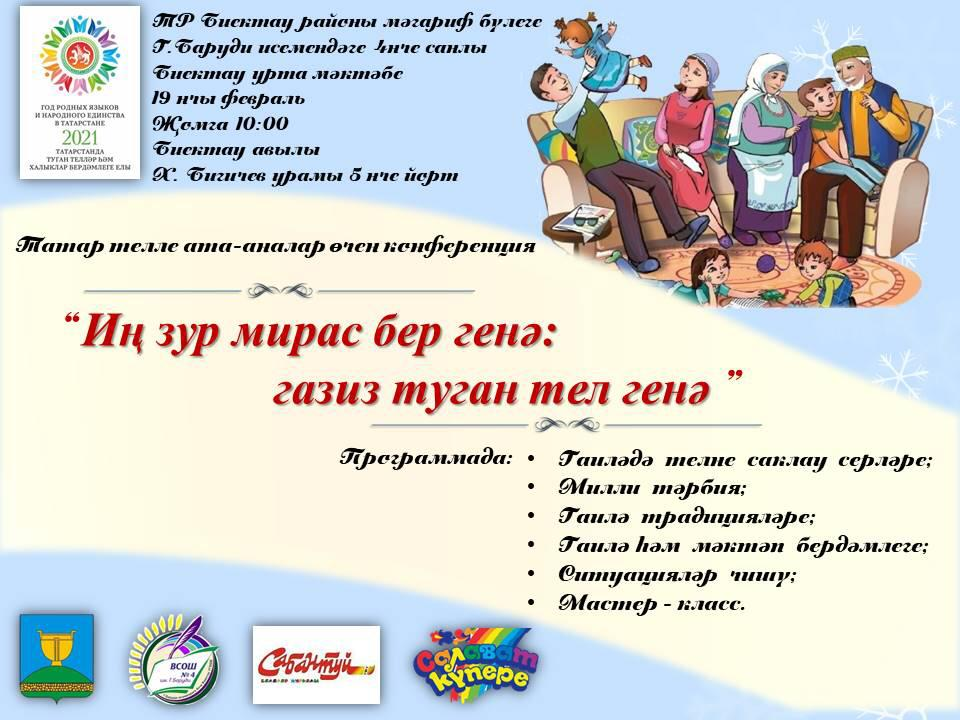 ГОД РОДНЫХ ЯЗЫКОВ
И НАРОДНОГО ЕДИНСТВА
В ТАТАРСТАНЕ
2021
ТАТАРСТАНДА
ТУГАН ТЕЛЛӘР ҺӘМ
ХАЛЫКЛАР БЕРДӘМЛЕГЕ ЕЛЫ
ТР Биектау районы мәгариф бүлеге
Г.Баруди исемендәге 4нче санлы
Биектау урта мәктәбе
19 нчы февраль
Җомга 10:00
Биектау авылы
Х. Бигичев урамы 5 нче йорт
Татар телле ата-аналар өчен конференция
“ Иң зур мирас бер генә:
газиз туган тел генә ”
Программада:
• Гаиләдә телне саклау серләре;
• Милли тәрбия;
• Гаилә традицияләре;
• Гаилә һәм мәктәп бердәмлеге;
• Ситуацияләр чишү;
• Мастер - класс.
ВСОШ
№4
им. Г.Баруди
Сабантуй
Салават
күпере